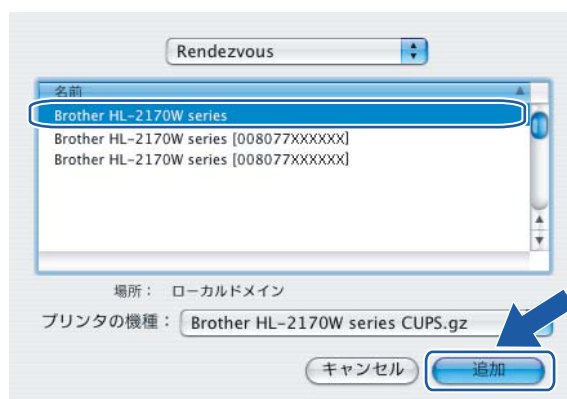 Rendezvous
名前
Brother HL-2170W series
Brother HL-2170W series [008077XXXXXX]
Brother HL-2170W series [008077XXXXXX]
場所： ローカルドメイン
プリンタの機種： Brother HL-2170W series CUPS.gz
キャンセル 追加